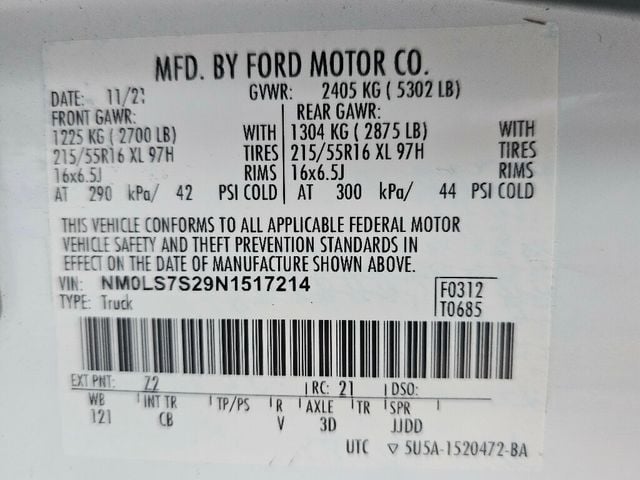 MFD. BY FORD MOTOR CO.
DATE: 11/21 GVWR: 2405 KG ( 5302 LB)
FRONT GAWR: REAR GAWR:
1225 KG ( 2700 LB) WITH 1304 KG ( 2875 LB) WITH
215/55R16 XL 97H TIRES 215/55R16 XL 97H TIRES
16x6.5J RIMS 16x6.5J RIMS
AT 290 kPa/ 42 PSI COLD AT 300 kPa/ 44 PSI COLD
THIS VEHICLE CONFORMS TO ALL APPLICABLE FEDERAL MOTOR
VEHICLE SAFETY AND THEFT PREVENTION STANDARDS IN
EFFECT ON THE DATE OF MANUFACTURE SHOWN ABOVE.
VIN: NM0LS7S29N1517214 F0312
TYPE: Truck T0685
EXT PNT: Z2 RC: 21 DSO:
WB INT TR TP/PS R AXLE TR SPR
121 CB V 3D JJDD
UTC ▽ 5U5A-1520472-BA